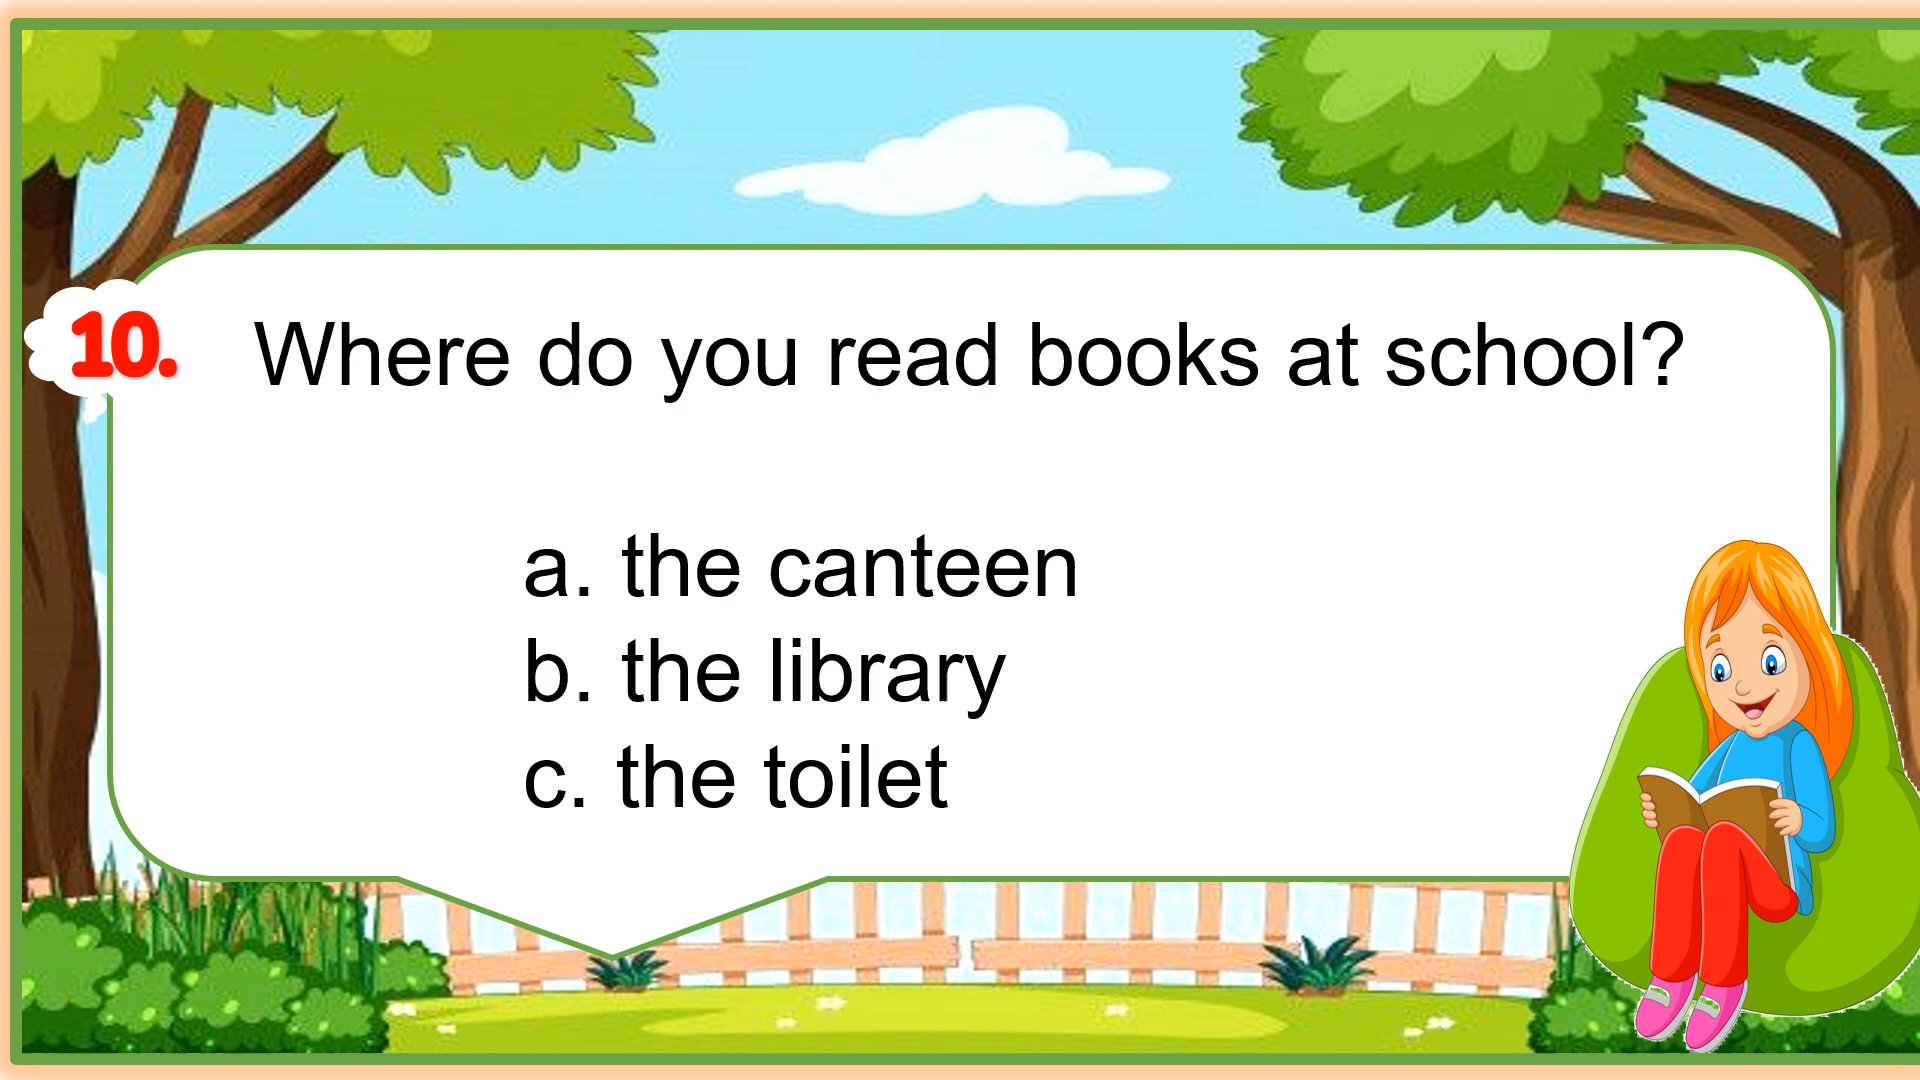 10. Where do you read books at school?
a. the canteen
b. the library
c. the toilet